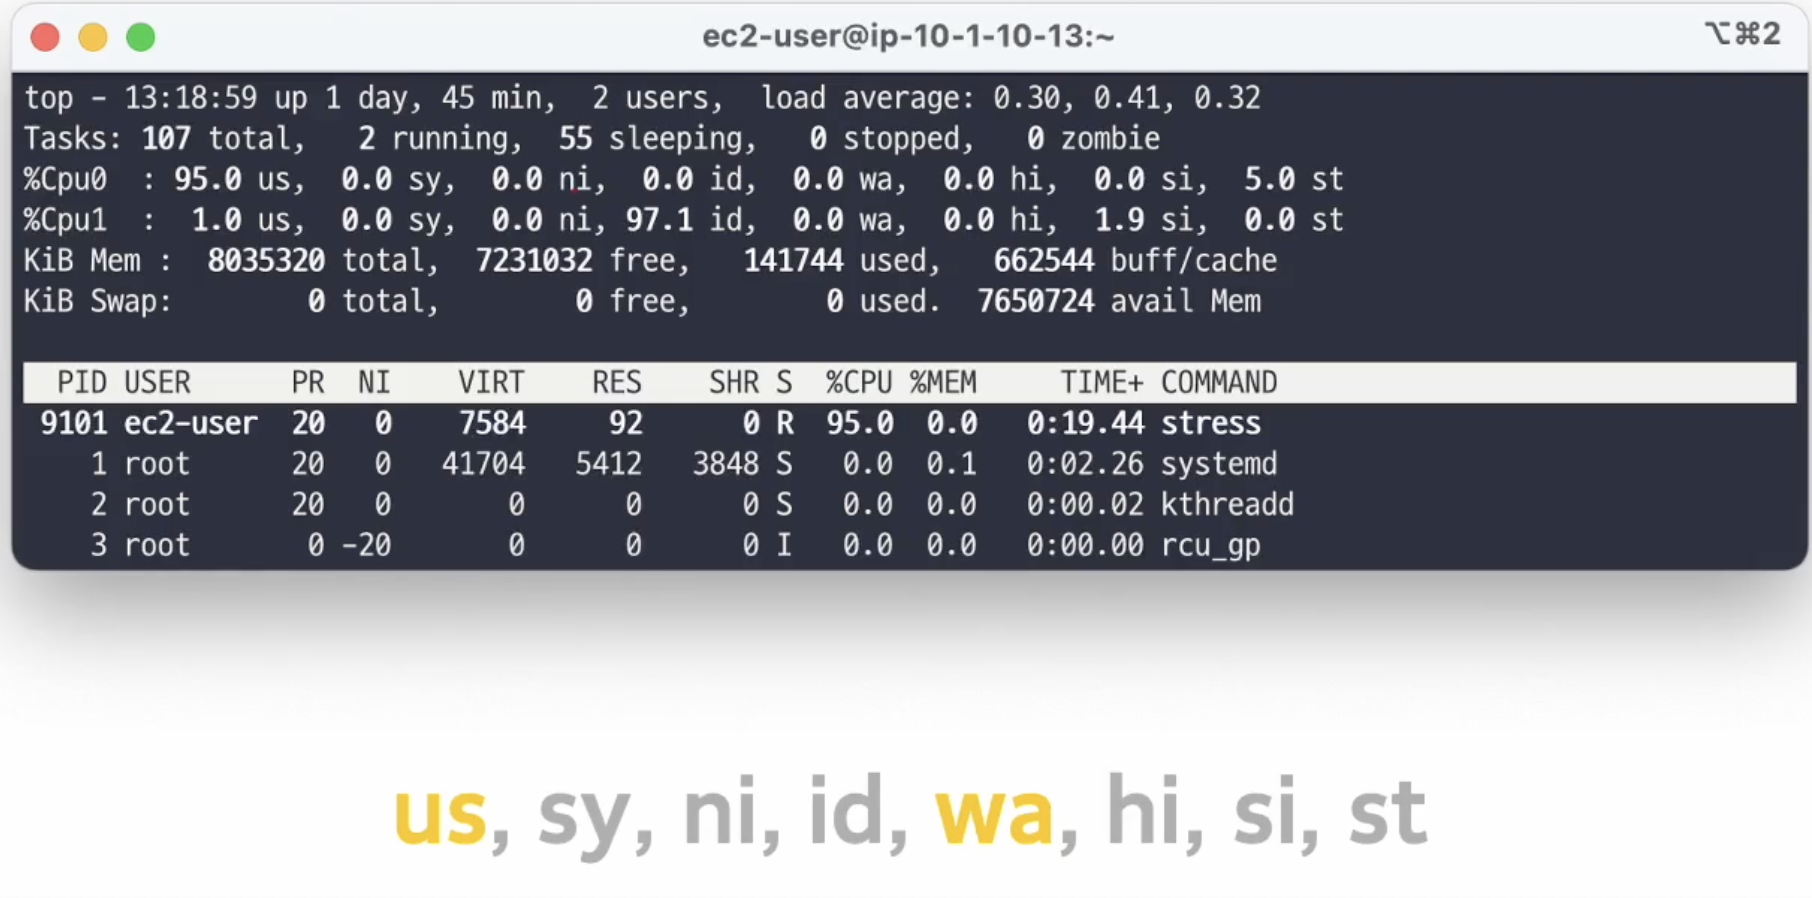 ec2-user@ip-10-1-10-13:~ ⌥⌘2
top - 13:18:59 up 1 day, 45 min,  2 users,  load average: 0.30, 0.41, 0.32
Tasks: 107 total,   2 running,  55 sleeping,   0 stopped,   0 zombie
%Cpu0  : 95.0 us,  0.0 sy,  0.0 ni,  0.0 id,  0.0 wa,  0.0 hi,  0.0 si,  5.0 st
%Cpu1  :  1.0 us,  0.0 sy,  0.0 ni, 97.1 id,  0.0 wa,  0.0 hi,  1.9 si,  0.0 st
KiB Mem :  8035320 total,  7231032 free,   141744 used,   662544 buff/cache
KiB Swap:        0 total,        0 free,        0 used.  7650724 avail Mem
PID USER      PR  NI    VIRT    RES    SHR S  %CPU %MEM     TIME+ COMMAND
9101 ec2-user  20   0    7584     92      0 R  95.0  0.0   0:19.44 stress
1 root      20   0   41704   5412   3848 S   0.0  0.1   0:02.26 systemd
2 root      20   0       0      0      0 S   0.0  0.0   0:00.02 kthreadd
3 root       0 -20       0      0      0 I   0.0  0.0   0:00.00 rcu_gp
us, sy, ni, id, wa, hi, si, st